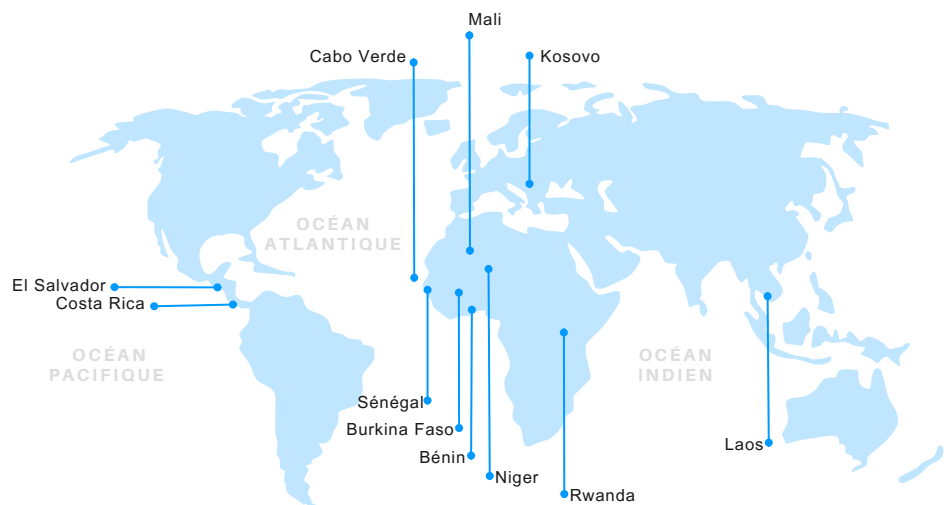 Mali
Cabo Verde
Kosovo
OCÉAN
ATLANTIQUE
El Salvador
Costa Rica
OCÉAN
PACIFIQUE
OCÉAN
INDIEN
Sénégal
Burkina Faso
Bénin
Niger
Rwanda
Laos